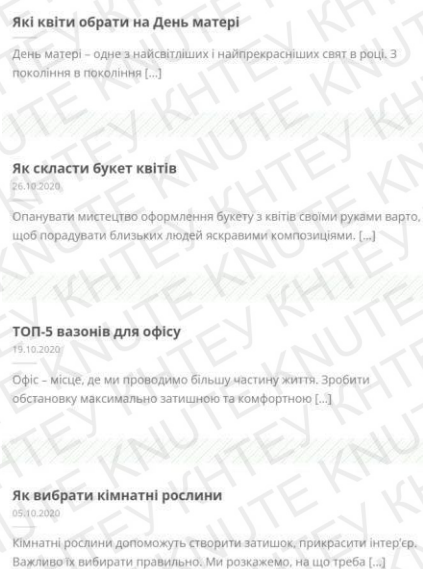 Які квіти обрати на День матері
День матері – одне з найсвітліших і найпрекрасніших свят в році. З
покоління в покоління [...]
Як скласти букет квітів
26.10.2020
Опанувати мистецтво оформлення букету з квітів своїми руками варто,
щоб порадувати близьких людей яскравими композиціями. [...]
ТОП-5 вазонів для офісу
19.10.2020
Офіс – місце, де ми проводимо більшу частину життя. Зробити
обстановку максимально затишною та комфортною [...]
Як вибрати кімнатні рослини
05.10.2020
Кімнатні рослини допоможуть створити затишок, прикрасити інтер'єр.
Важливо їх вибирати правильно. Ми розкажемо, на що треба [...]